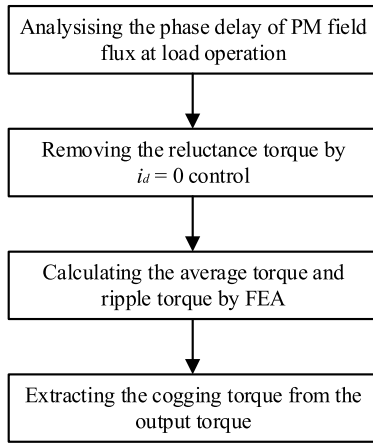 Analysising the phase delay of PM field
flux at load operation
Removing the reluctance torque by
id = 0 control
Calculating the average torque and
ripple torque by FEA
Extracting the cogging torque from the
output torque